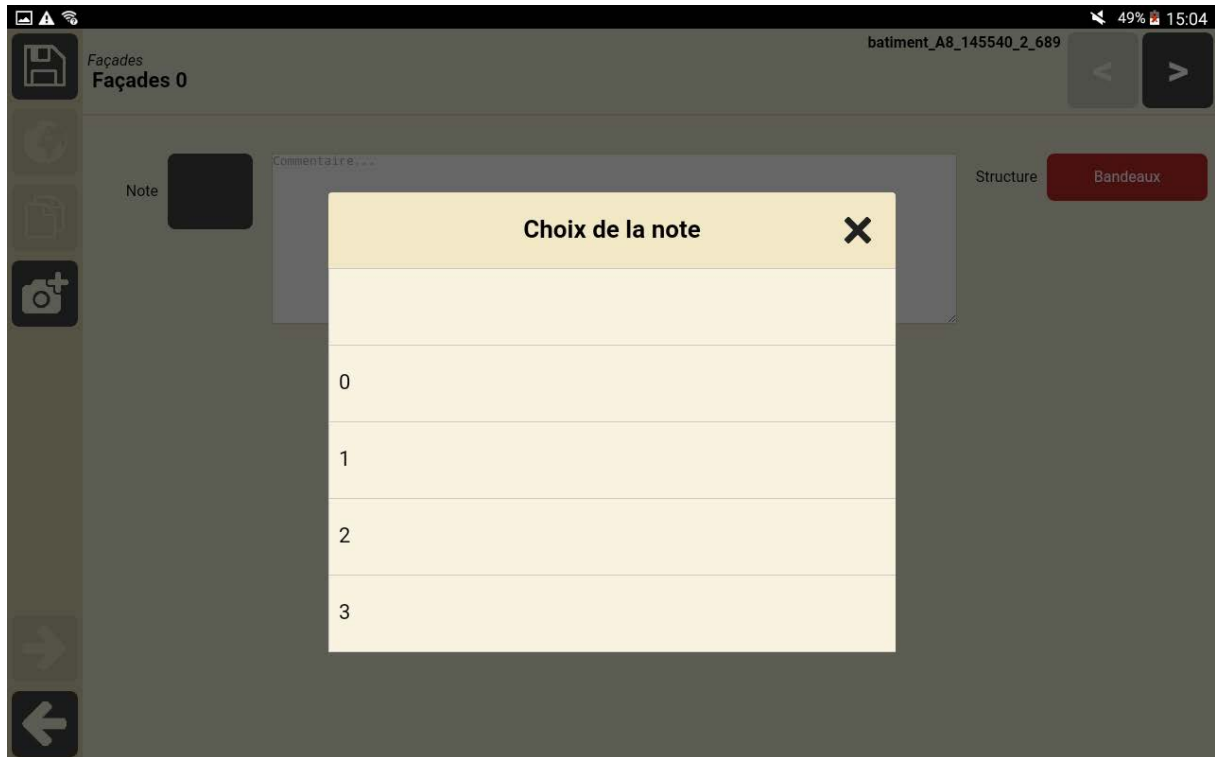 49% 15:04
Façades
Façades 0
batiment_A8_145540_2_689
<
>
Note
Commentaire...
Structure
Bandeaux
Choix de la note
0
1
2
3